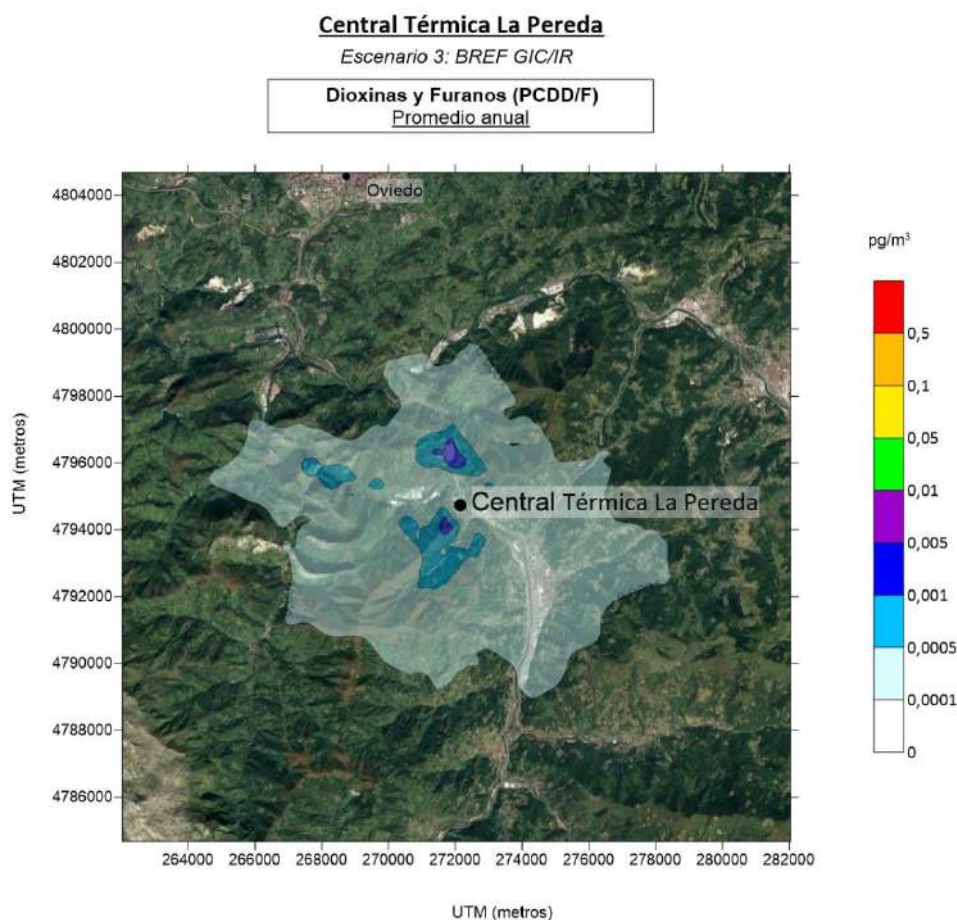 Central Térmica La Pereda
Escenario 3: BREF GIC/IR
Dioxinas y Furanos (PCDD/F)
Promedio anual
4804000
4802000
4800000
4798000
4796000
4794000
4792000
4790000
4788000
4786000
UTM (metros)
Oviedo
Central Térmica La Pereda
264000 266000 268000 270000 272000 274000 276000 278000 280000 282000
UTM (metros)
pg/m³
0,5
0,1
0,05
0,01
0,005
0,001
0,0005
0,0001
0